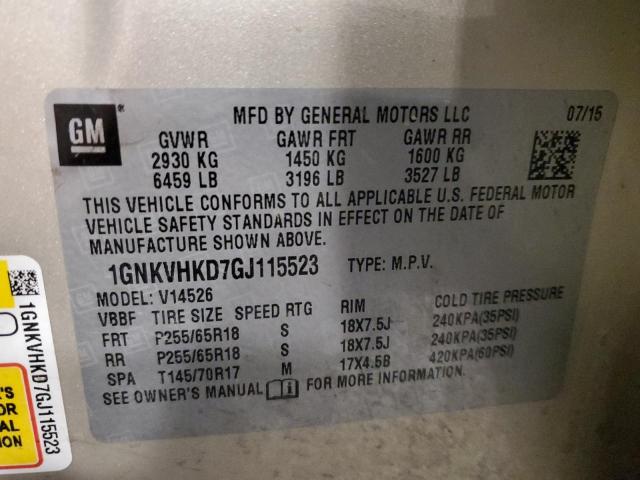 GM
MFD BY GENERAL MOTORS LLC 07/15
GVWR GAWR FRT GAWR RR
2930 KG 1450 KG 1600 KG
6459 LB 3196 LB 3527 LB
THIS VEHICLE CONFORMS TO ALL APPLICABLE U.S. FEDERAL MOTOR
VEHICLE SAFETY STANDARDS IN EFFECT ON THE DATE OF
MANUFACTURE SHOWN ABOVE.
1GNKVHKD7GJ115523 TYPE: M.P.V.
MODEL: V14526
VBBF TIRE SIZE SPEED RTG RIM COLD TIRE PRESSURE
FRT P255/65R18 S 18X7.5J 240KPA(35PSI)
RR P255/65R18 S 18X7.5J 240KPA(35PSI)
SPA T145/70R17 M 17X4.5B 420KPA(60PSI)
SEE OWNER'S MANUAL i FOR MORE INFORMATION.
1GNKVHKD7GJ115523
'S
OR
AL
ON